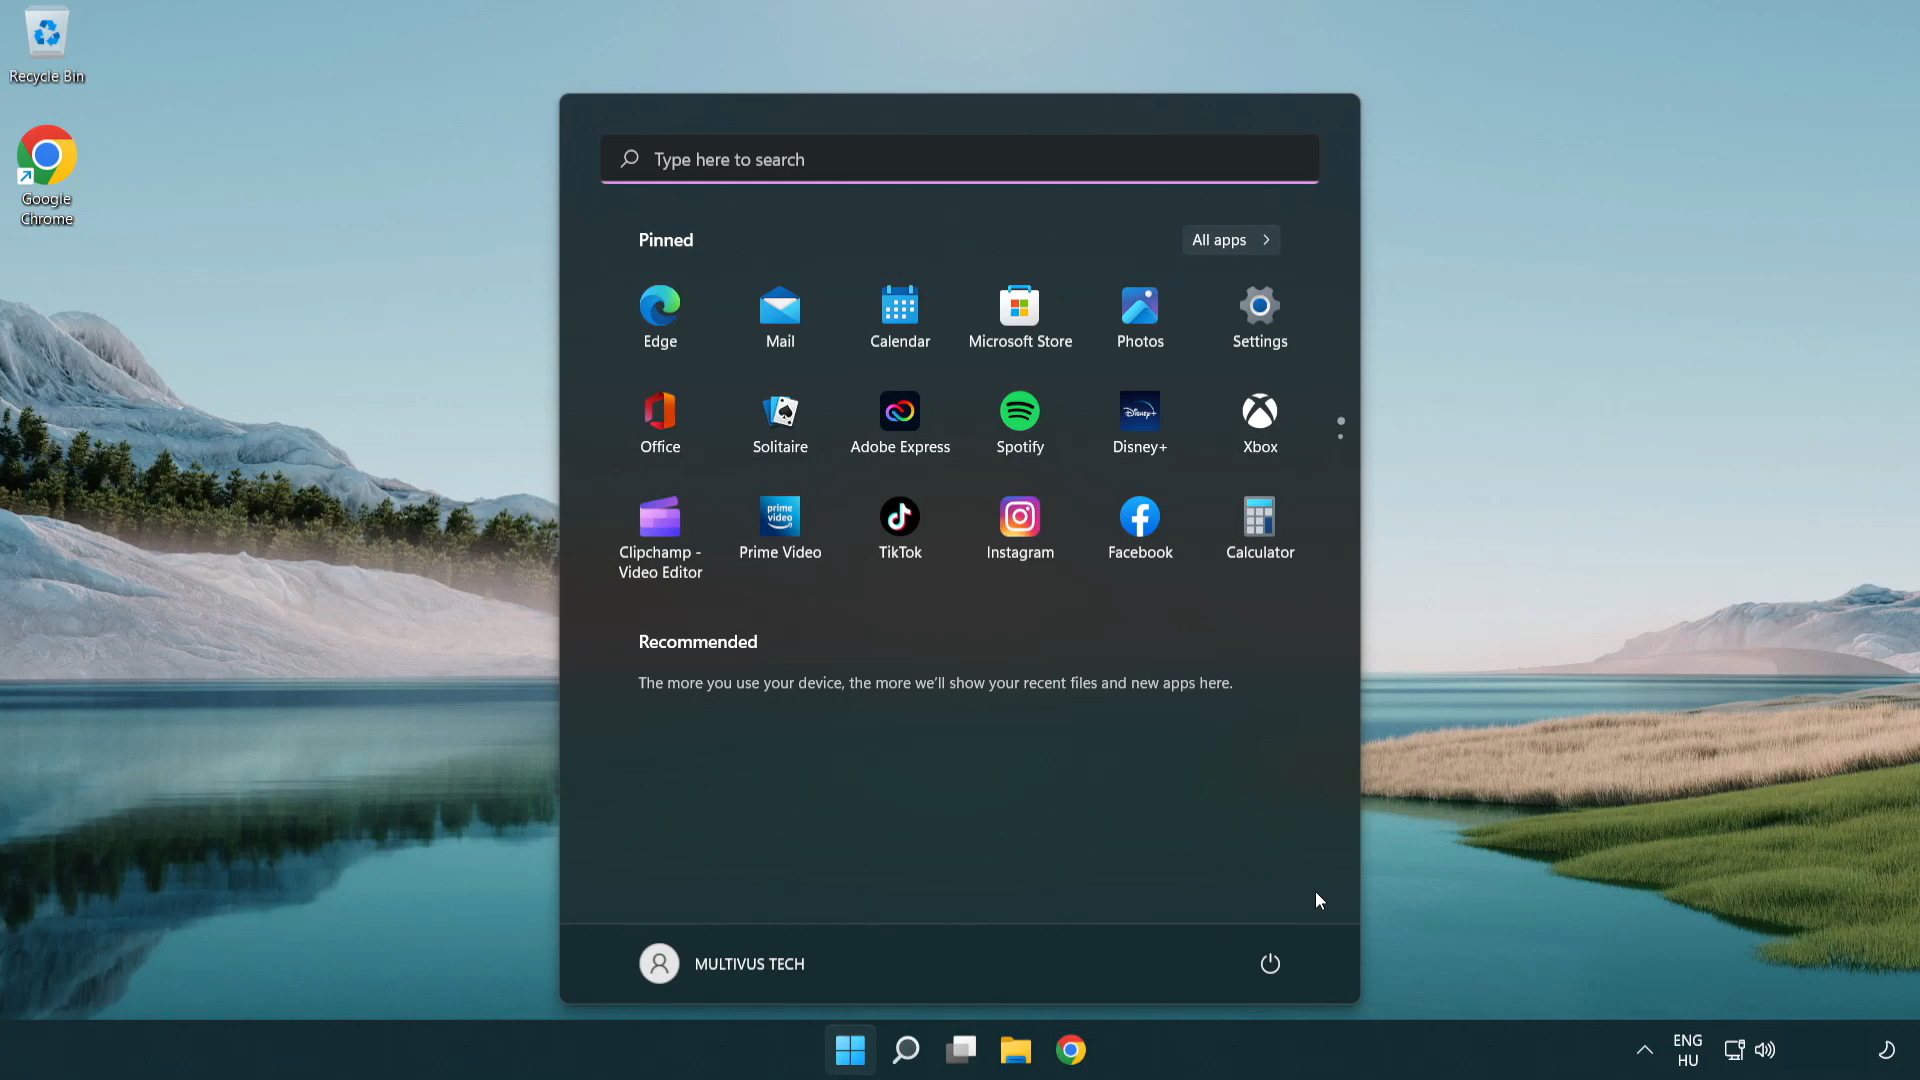 Recycle Bin
Google
Chrome
Type here to search
Pinned
All apps
Edge
Mail
Calendar
Microsoft Store
Photos
Settings
Office
Solitaire
Adobe Express
Spotify
Disney+
Disney+
Xbox
prime
video
Clipchamp -
Video Editor
Prime Video
TikTok
Instagram
Facebook
Calculator
Recommended
The more you use your device, the more we'll show your recent files and new apps here.
MULTIVUS TECH
ENG
HU